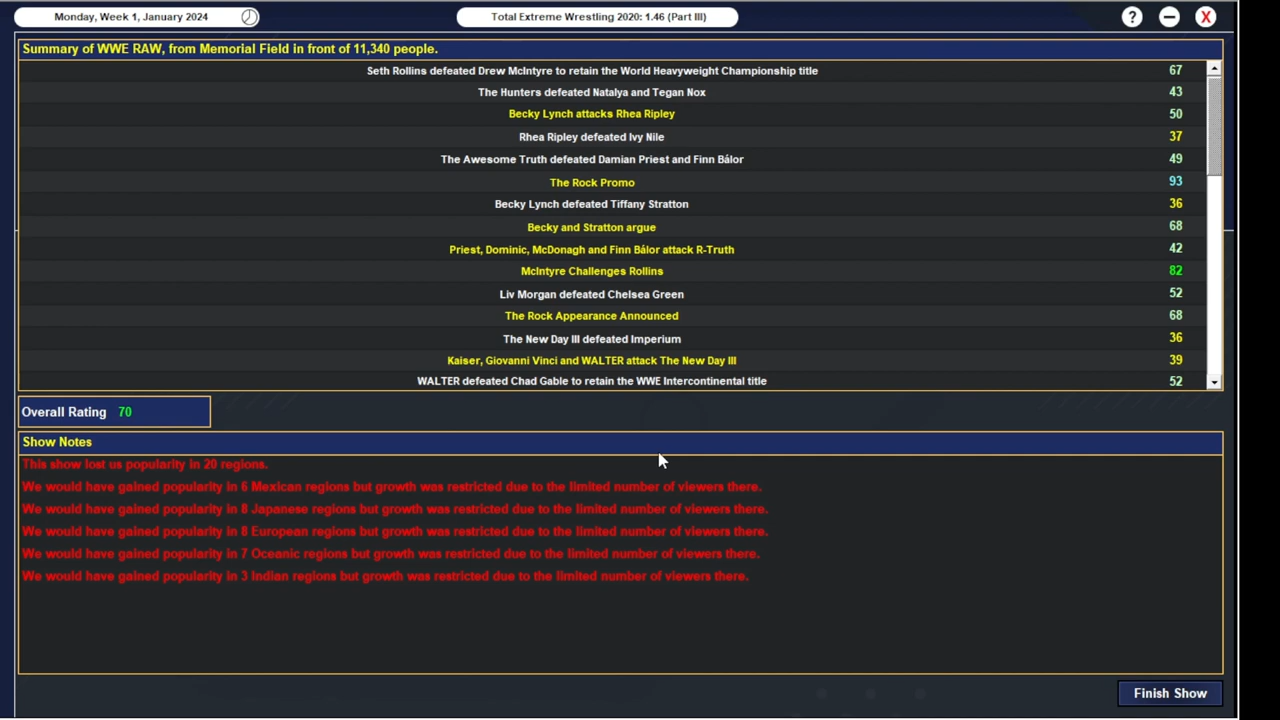 Monday, Week 1, January 2024
Total Extreme Wrestling 2020: 1.46 (Part III)
? X
Summary of WWE RAW, from Memorial Field in front of 11,340 people.
Seth Rollins defeated Drew McIntyre to retain the World Heavyweight Championship title 67
The Hunters defeated Natalya and Tegan Nox 43
Becky Lynch attacks Rhea Ripley 50
Rhea Ripley defeated Ivy Nile 37
The Awesome Truth defeated Damian Priest and Finn Bálor 49
The Rock Promo 93
Becky Lynch defeated Tiffany Stratton 36
Becky and Stratton argue 68
Priest, Dominic, McDonagh and Finn Bálor attack R-Truth 42
McIntyre Challenges Rollins 82
Liv Morgan defeated Chelsea Green 52
The Rock Appearance Announced 68
The New Day III defeated Imperium 36
Kaiser, Giovanni Vinci and WALTER attack The New Day III 39
WALTER defeated Chad Gable to retain the WWE Intercontinental title 52
Overall Rating 70
Show Notes
This show lost us popularity in 20 regions.
We would have gained popularity in 6 Mexican regions but growth was restricted due to the limited number of viewers there.
We would have gained popularity in 8 Japanese regions but growth was restricted due to the limited number of viewers there.
We would have gained popularity in 8 European regions but growth was restricted due to the limited number of viewers there.
We would have gained popularity in 7 Oceanic regions but growth was restricted due to the limited number of viewers there.
We would have gained popularity in 3 Indian regions but growth was restricted due to the limited number of viewers there.
Finish Show